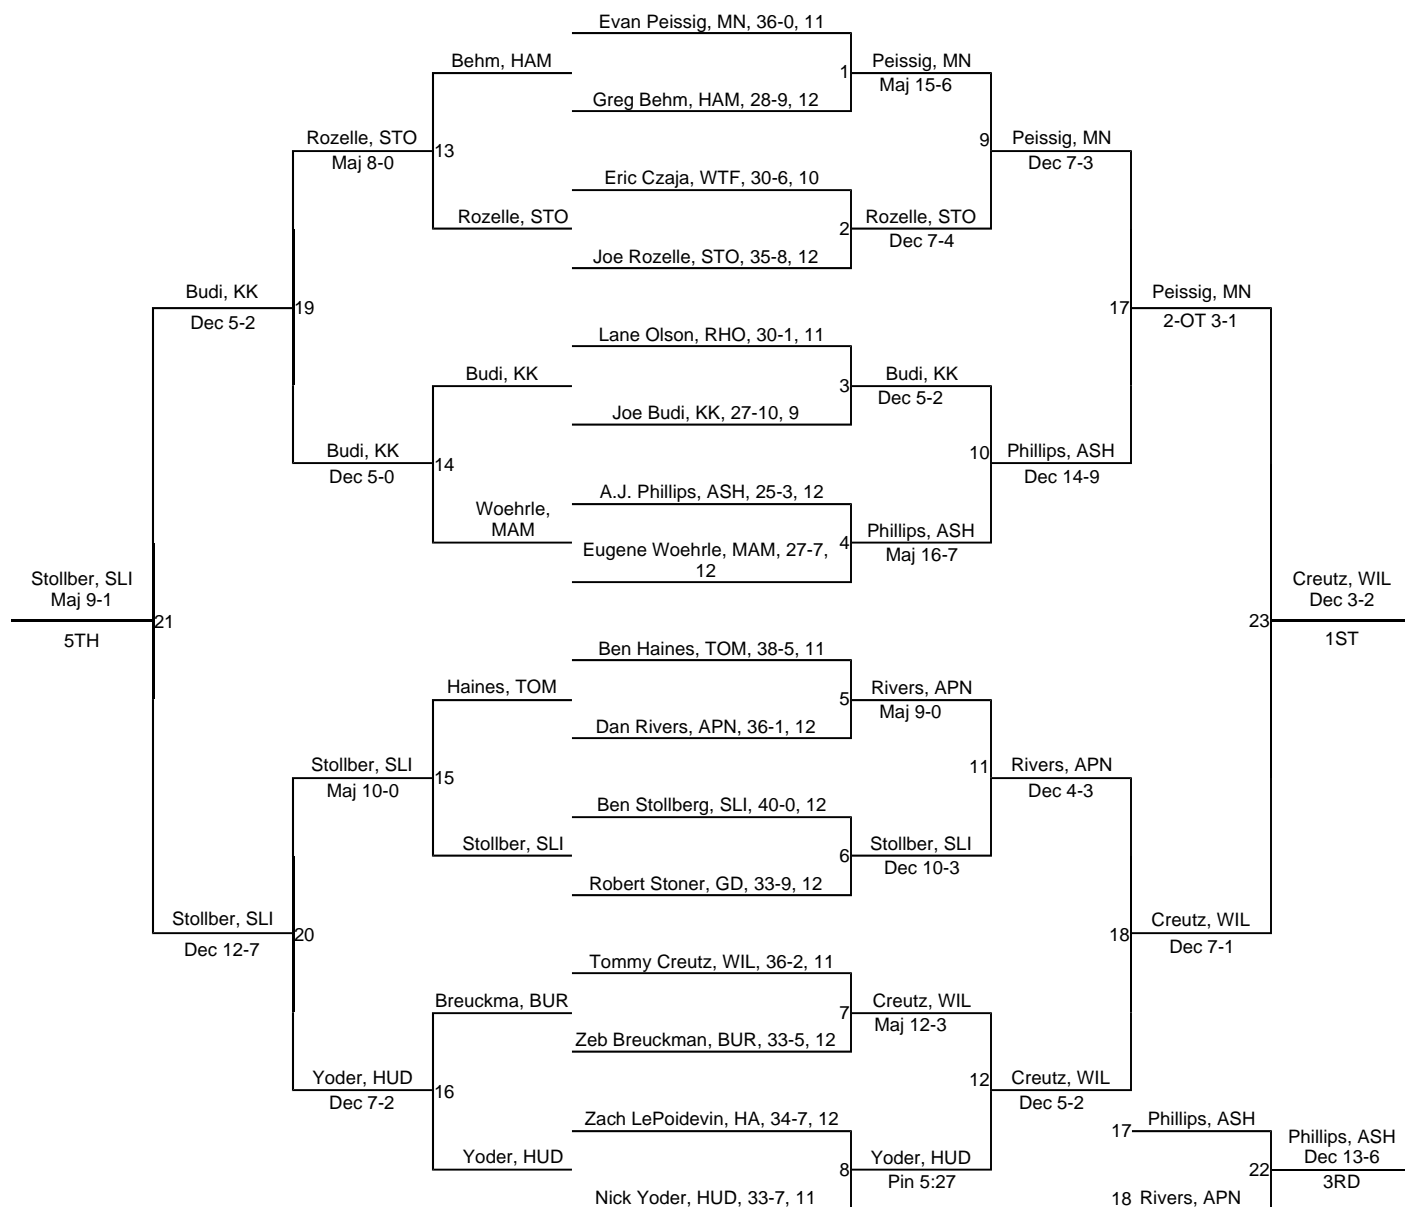 Evan Peissig, MN, 36-0, 11
Behm, HAM
1
Peissig, MN
Maj 15-6
Greg Behm, HAM, 28-9, 12
Rozelle, STO
Maj 8-0
13
9
Peissig, MN
Dec 7-3
Eric Czaja, WTF, 30-6, 10
Rozelle, STO
2
Rozelle, STO
Dec 7-4
Joe Rozelle, STO, 35-8, 12
Budi, KK
Dec 5-2
19
17
Peissig, MN
2-OT 3-1
Lane Olson, RHO, 30-1, 11
Budi, KK
3
Budi, KK
Dec 5-2
Joe Budi, KK, 27-10, 9
Budi, KK
Dec 5-0
14
10
Phillips, ASH
Dec 14-9
A.J. Phillips, ASH, 25-3, 12
Woehrle,
MAM
4
Phillips, ASH
Maj 16-7
Eugene Woehrle, MAM, 27-7,
12
Stollber, SLI
Maj 9-1
21
5TH
23
Creutz, WIL
Dec 3-2
1ST
Ben Haines, TOM, 38-5, 11
Haines, TOM
5
Rivers, APN
Maj 9-0
Dan Rivers, APN, 36-1, 12
Stollber, SLI
Maj 10-0
15
11
Rivers, APN
Dec 4-3
Ben Stollberg, SLI, 40-0, 12
Stollber, SLI
6
Stollber, SLI
Dec 10-3
Robert Stoner, GD, 33-9, 12
Stollber, SLI
Dec 12-7
20
18
Creutz, WIL
Dec 7-1
Tommy Creutz, WIL, 36-2, 11
Breuckma, BUR
7
Creutz, WIL
Maj 12-3
Zeb Breuckman, BUR, 33-5, 12
Yoder, HUD
Dec 7-2
16
12
Creutz, WIL
Dec 5-2
Zach LePoidevin, HA, 34-7, 12
Yoder, HUD
8
Yoder, HUD
Pin 5:27
Nick Yoder, HUD, 33-7, 11
17
Phillips, ASH
22
Phillips, ASH
Dec 13-6
3RD
18 Rivers, APN